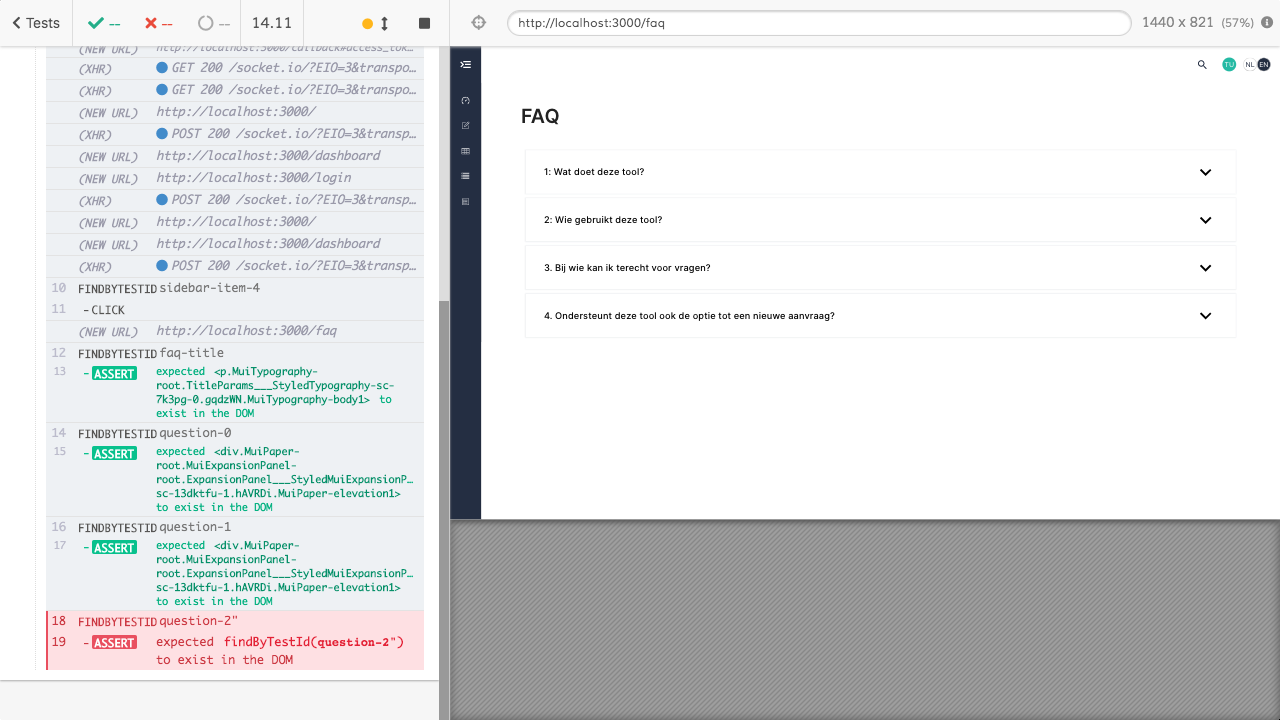 Tests
--
--
--
14.11
http://localhost:3000/faq
1440 x 821 (57%)
(NEW URL) http://localhost:3000/callback#access_tok…
(XHR) GET 200 /socket.io/?EIO=3&transpo…
(XHR) GET 200 /socket.io/?EIO=3&transpo…
(NEW URL) http://localhost:3000/
(XHR) POST 200 /socket.io/?EIO=3&transp…
(NEW URL) http://localhost:3000/dashboard
(NEW URL) http://localhost:3000/login
(XHR) POST 200 /socket.io/?EIO=3&transp…
(NEW URL) http://localhost:3000/
(NEW URL) http://localhost:3000/dashboard
(XHR) POST 200 /socket.io/?EIO=3&transp…
10 FINDBYTESTID sidebar-item-4
11 -CLICK
(NEW URL) http://localhost:3000/faq
12 FINDBYTESTID faq-title
13 -ASSERT expected <p.MuiTypography-
root.TitleParams___StyledTypography-sc-
7k3pg-0.gqdzWN.MuiTypography-body1> to
exist in the DOM
14 FINDBYTESTID question-0
15 -ASSERT expected <div.MuiPaper-
root.MuiExpansionPanel-
root.ExpansionPanel___StyledMuiExpansionP…
sc-13dktfu-1.hAVRDi.MuiPaper-elevation1>
to exist in the DOM
16 FINDBYTESTID question-1
17 -ASSERT expected <div.MuiPaper-
root.MuiExpansionPanel-
root.ExpansionPanel___StyledMuiExpansionP…
sc-13dktfu-1.hAVRDi.MuiPaper-elevation1>
to exist in the DOM
18 FINDBYTESTID question-2"
19 -ASSERT expected findByTestId(question-2")
to exist in the DOM
TU NL EN
FAQ
1: Wat doet deze tool?
2: Wie gebruikt deze tool?
3. Bij wie kan ik terecht voor vragen?
4. Ondersteunt deze tool ook de optie tot een nieuwe aanvraag?